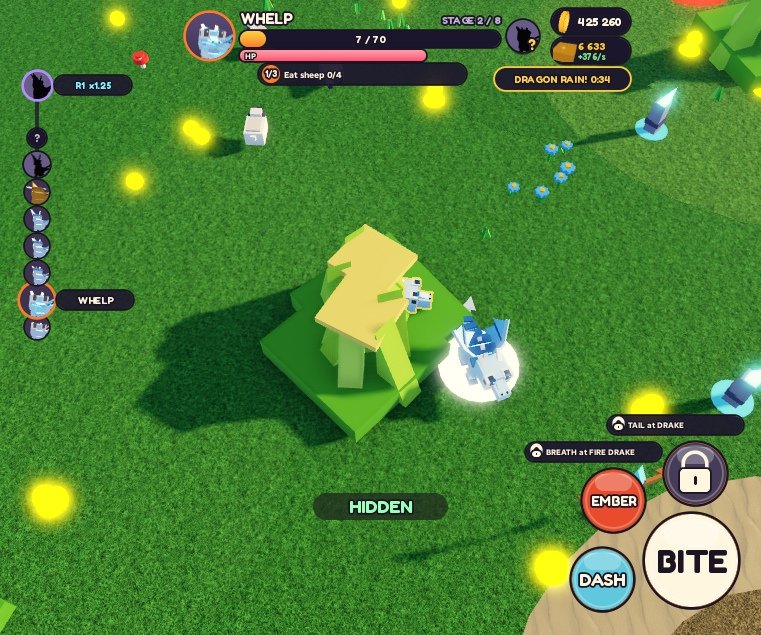 WHELP
STAGE 2 / 8
7 / 70
HP
1/3 Eat sheep 0/4
?
425 260
6 633
+376/s
DRAGON RAIN! 0:34
R1 x1.25
?
WHELP
TAIL at DRAKE
BREATH at FIRE DRAKE
EMBER
HIDDEN
BITE
DASH